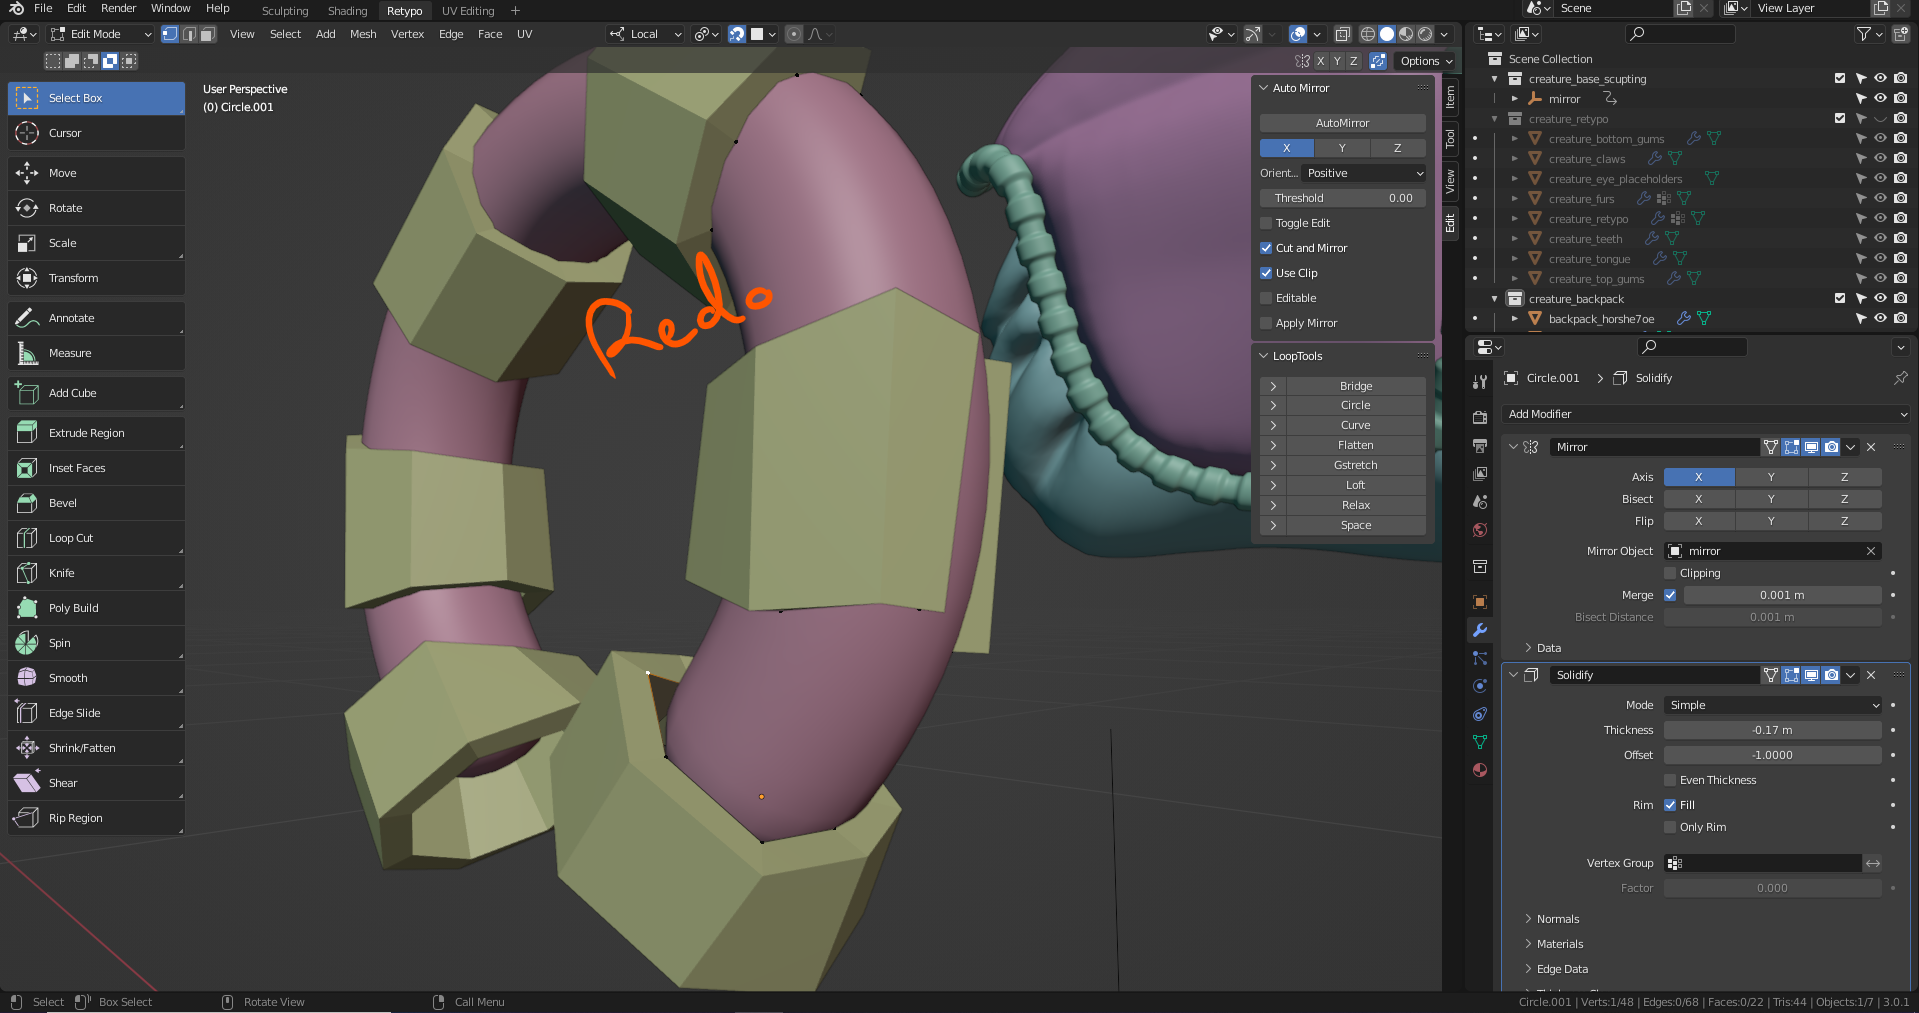 File Edit Render Window Help Sculpting Shading Retypo UV Editing + Scene View Layer
Edit Mode View Select Add Mesh Vertex Edge Face UV Local
X Y Z Options
Select Box
Cursor
Move
Rotate
Scale
Transform
Annotate
Measure
Add Cube
Extrude Region
Inset Faces
Bevel
Loop Cut
Knife
Poly Build
Spin
Smooth
Edge Slide
Shrink/Fatten
Shear
Rip Region
User Perspective
(0) Circle.001
Redo
Auto Mirror
AutoMirror
X Y Z
Orient... Positive
Threshold 0.00
Toggle Edit
Cut and Mirror
Use Clip
Editable
Apply Mirror
LoopTools
Bridge
Circle
Curve
Flatten
Gstretch
Loft
Relax
Space
Item
Tool
View
Edit
Scene Collection
creature_base_scupting
mirror
creature_retypo
creature_bottom_gums
creature_claws
creature_eye_placeholders
creature_furs
creature_retypo
creature_teeth
creature_tongue
creature_top_gums
creature_backpack
backpack_horshe7oe
Circle.001 > Solidify
Add Modifier
Mirror
Axis X Y Z
Bisect X Y Z
Flip X Y Z
Mirror Object mirror
Clipping
Merge 0.001 m
Bisect Distance 0.001 m
Data
Solidify
Mode Simple
Thickness -0.17 m
Offset -1.0000
Even Thickness
Rim Fill
Only Rim
Vertex Group
Factor 0.000
Normals
Materials
Edge Data
Select Box Select Rotate View Call Menu
Circle.001 | Verts:1/48 | Edges:0/68 | Faces:0/22 | Tris:44 | Objects:1/7 | 3.0.1